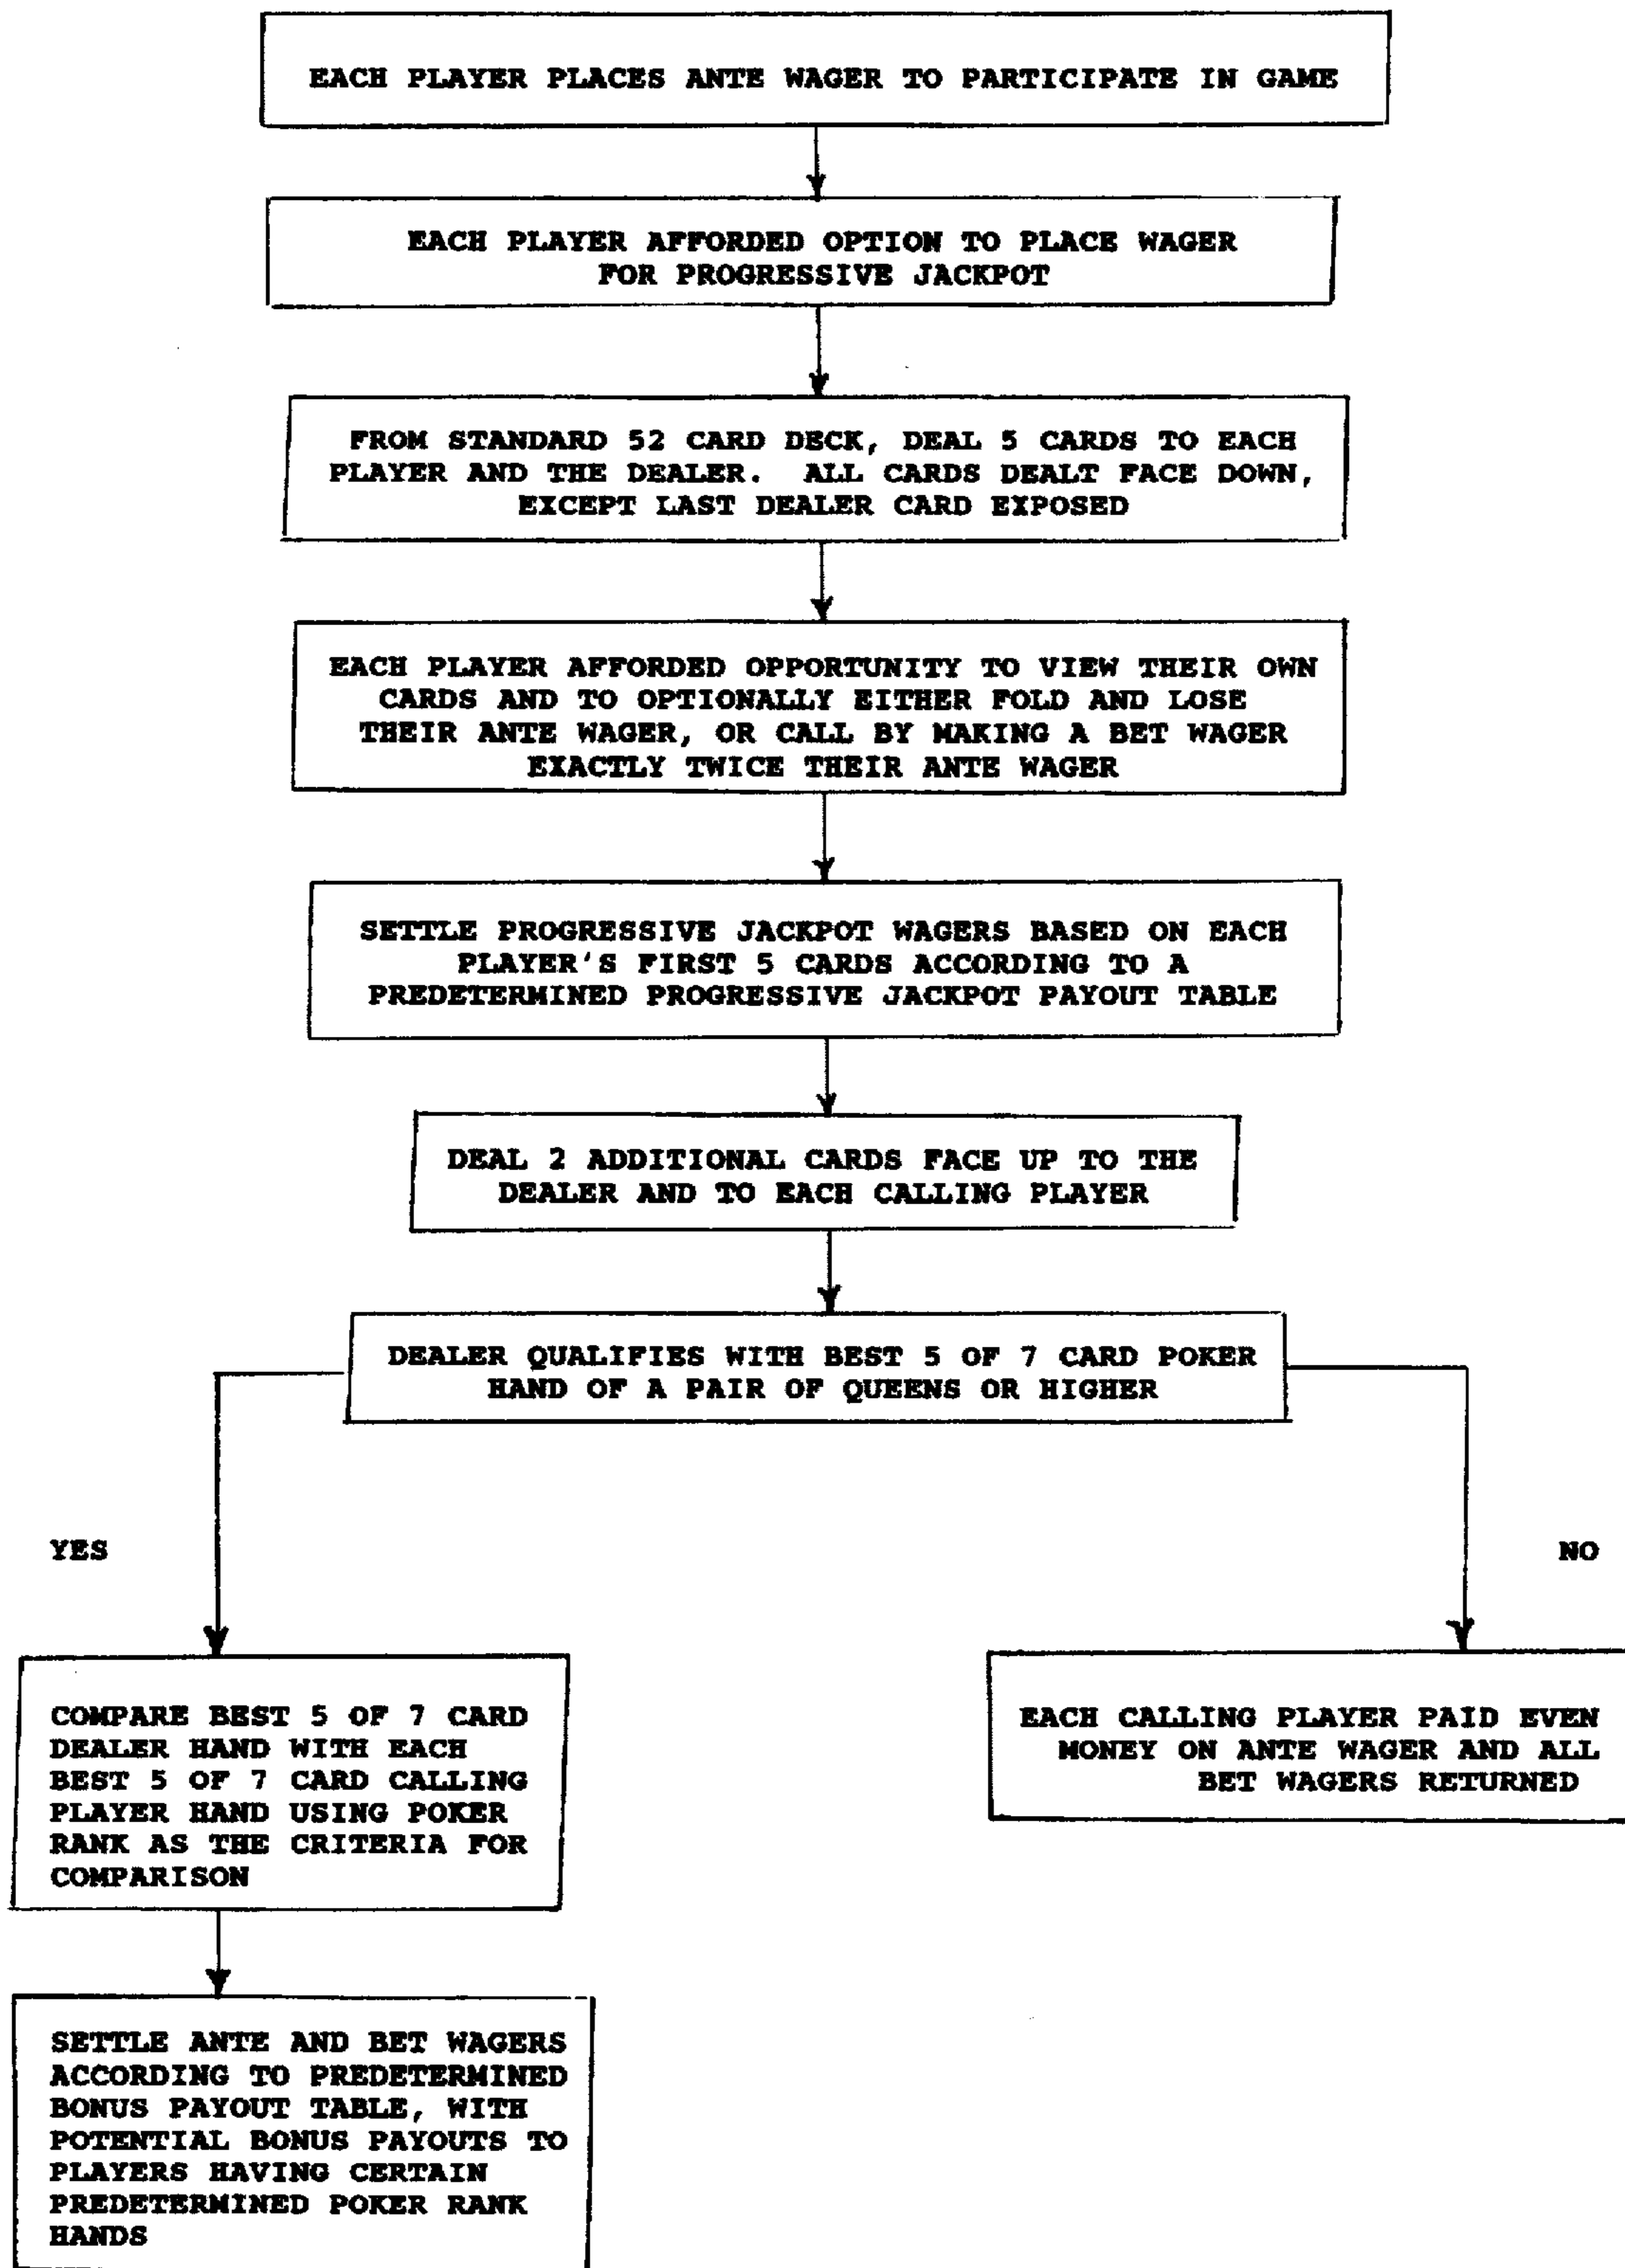 EACH PLAYER PLACES ANTE WAGER TO PARTICIPATE IN GAME
EACH PLAYER AFFORDED OPTION TO PLACE WAGER
FOR PROGRESSIVE JACKPOT
FROM STANDARD 52 CARD DECK, DEAL 5 CARDS TO EACH
PLAYER AND THE DEALER. ALL CARDS DEALT FACE DOWN,
EXCEPT LAST DEALER CARD EXPOSED
EACH PLAYER AFFORDED OPPORTUNITY TO VIEW THEIR OWN
CARDS AND TO OPTIONALLY EITHER FOLD AND LOSE
THEIR ANTE WAGER, OR CALL BY MAKING A BET WAGER
EXACTLY TWICE THEIR ANTE WAGER
SETTLE PROGRESSIVE JACKPOT WAGERS BASED ON EACH
PLAYER'S FIRST 5 CARDS ACCORDING TO A
PREDETERMINED PROGRESSIVE JACKPOT PAYOUT TABLE
DEAL 2 ADDITIONAL CARDS FACE UP TO THE
DEALER AND TO EACH CALLING PLAYER
DEALER QUALIFIES WITH BEST 5 OF 7 CARD POKER
HAND OF A PAIR OF QUEENS OR HIGHER
YES
NO
COMPARE BEST 5 OF 7 CARD
DEALER HAND WITH EACH
BEST 5 OF 7 CARD CALLING
PLAYER HAND USING POKER
RANK AS THE CRITERIA FOR
COMPARISON
EACH CALLING PLAYER PAID EVEN
MONEY ON ANTE WAGER AND ALL
BET WAGERS RETURNED
SETTLE ANTE AND BET WAGERS
ACCORDING TO PREDETERMINED
BONUS PAYOUT TABLE, WITH
POTENTIAL BONUS PAYOUTS TO
PLAYERS HAVING CERTAIN
PREDETERMINED POKER RANK
HANDS